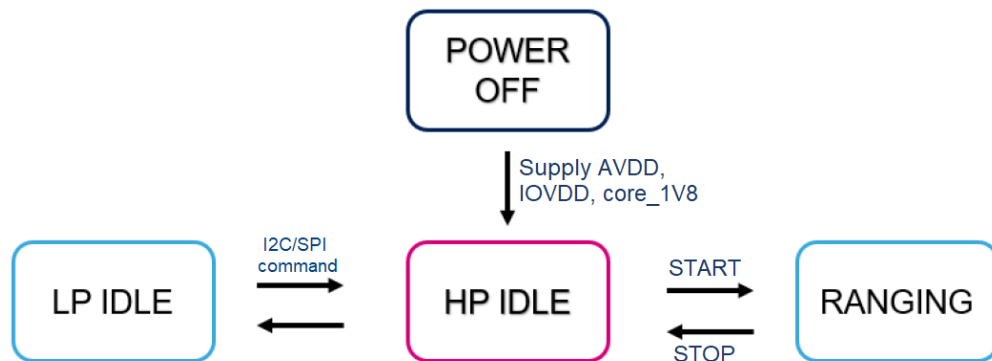 POWER
OFF
Supply AVDD,
IOVDD, core_1V8
I2C/SPI
command
LP IDLE
HP IDLE
START
STOP
RANGING